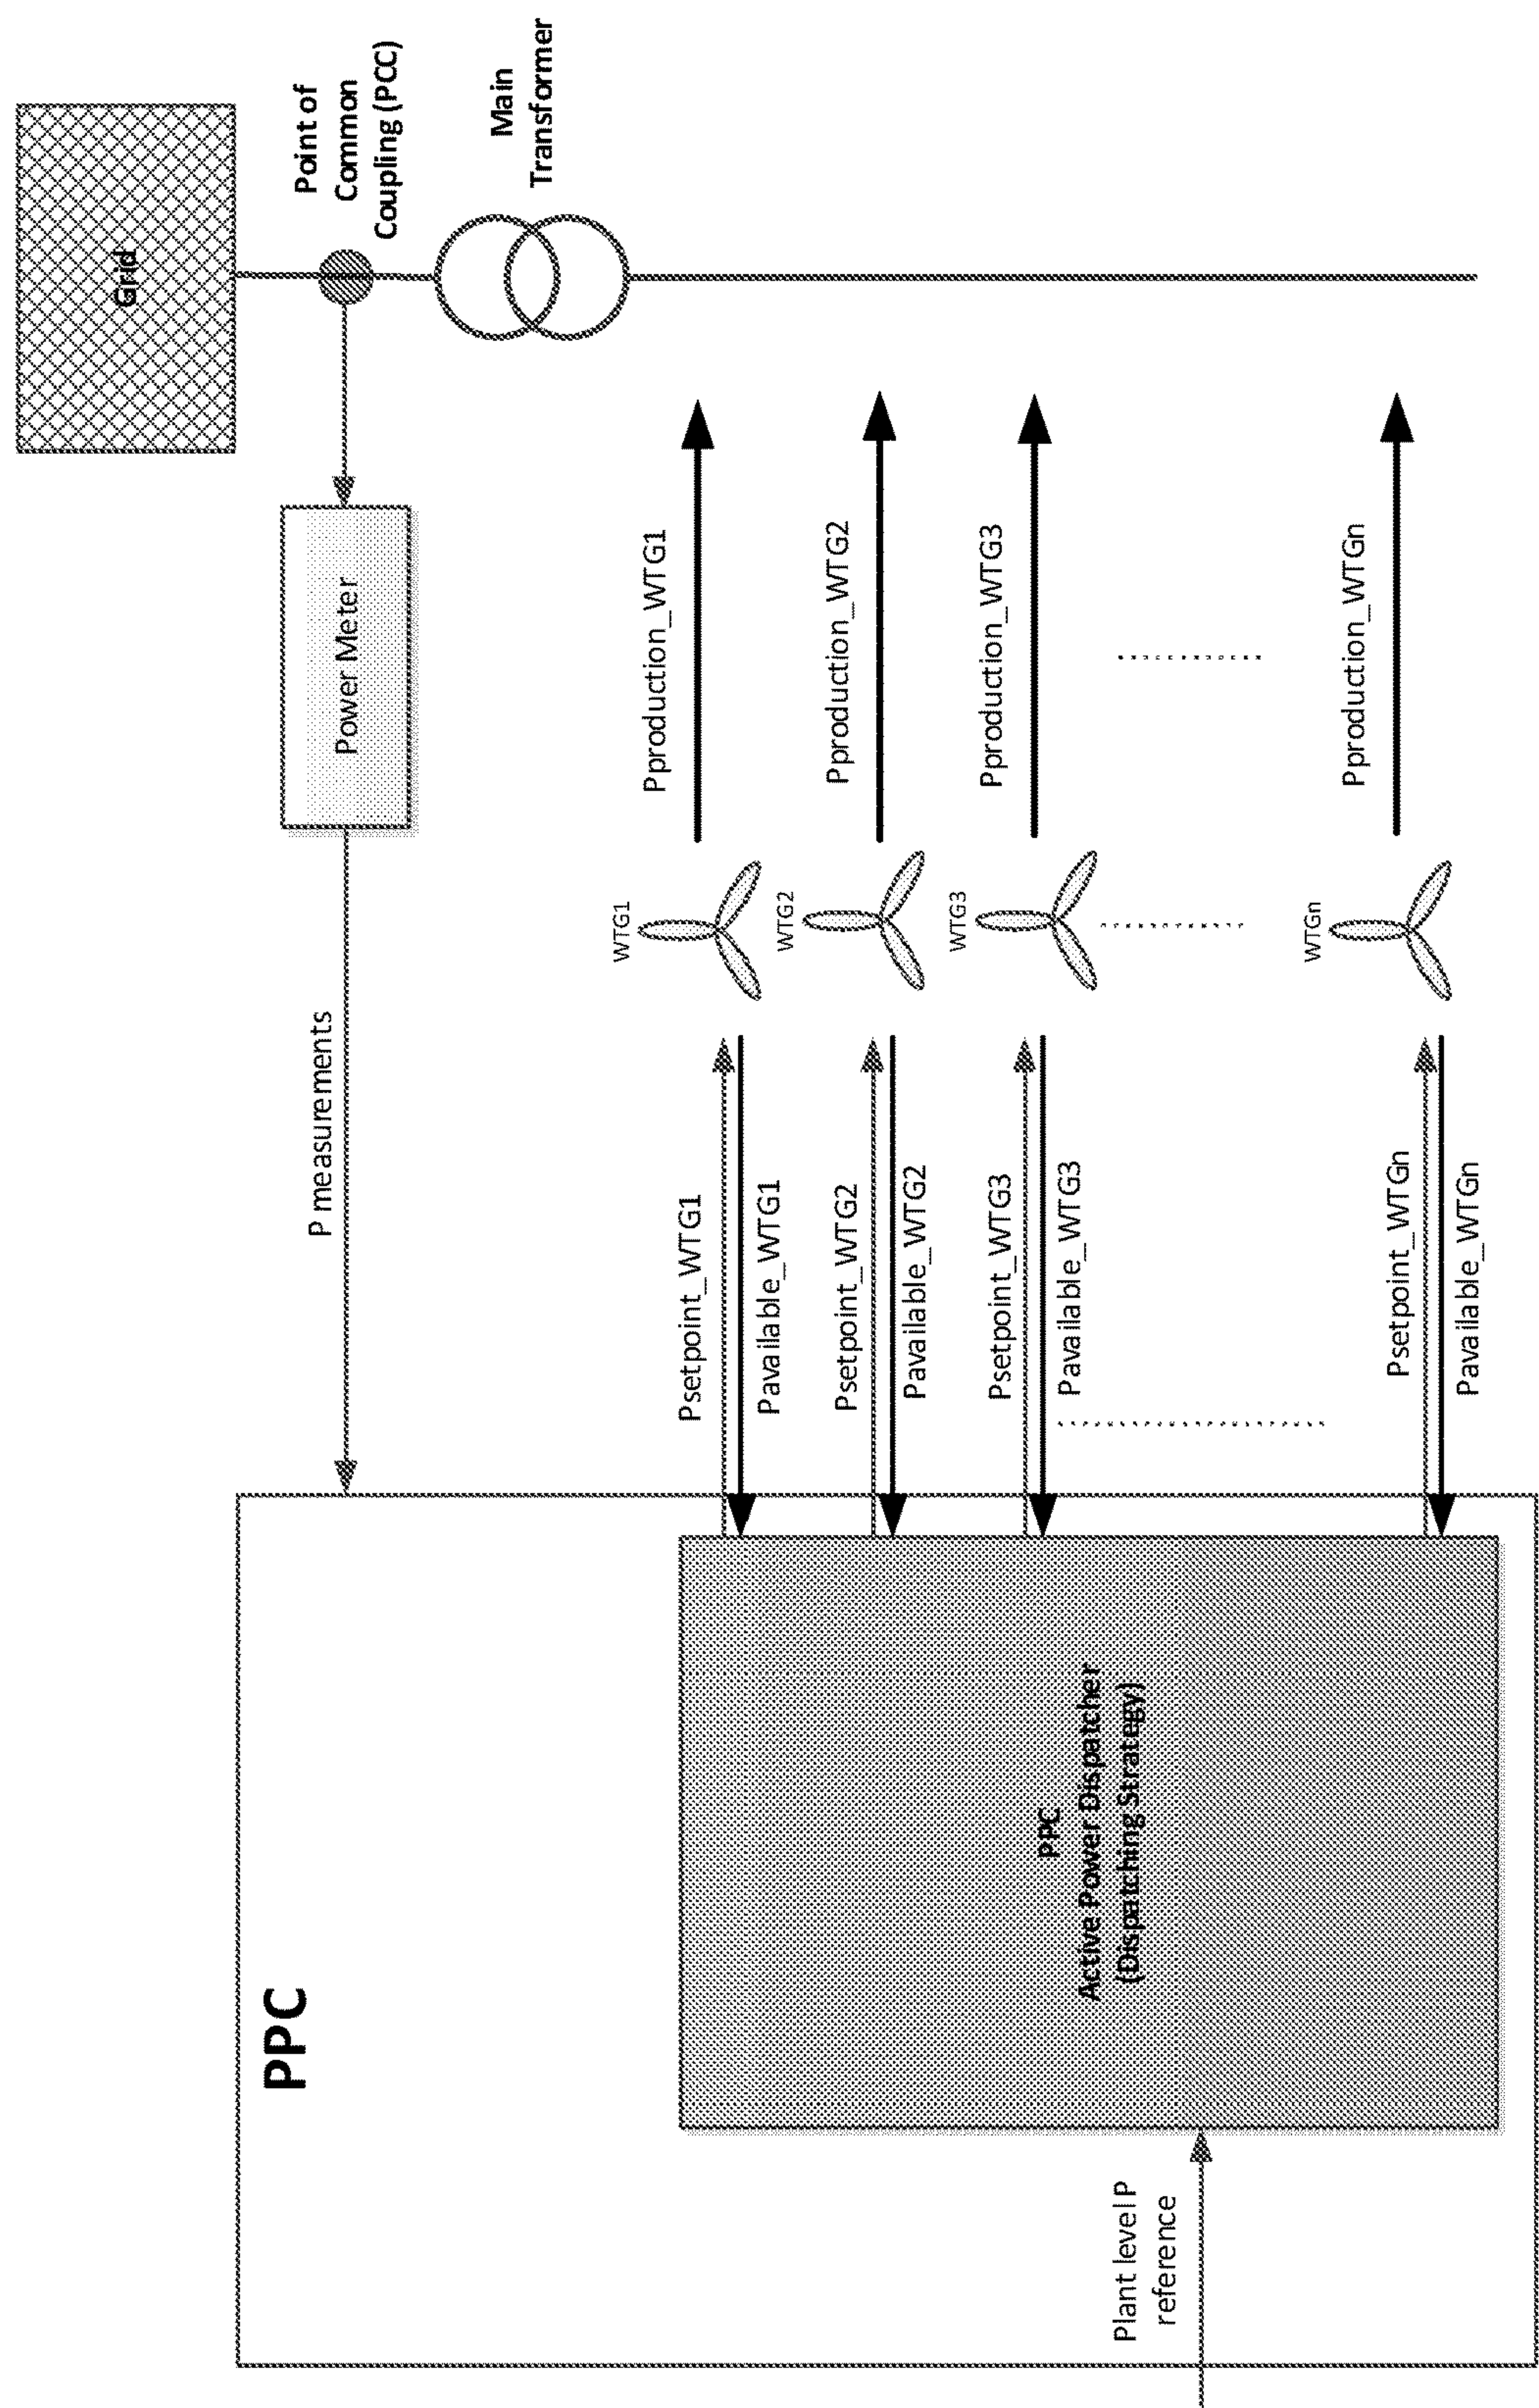 PPC
Plant level P
reference
PPC
Active Power Dispatcher
(Dispatching Strategy)
P measurements
Power Meter
Grid
Point of
Common
Coupling (PCC)
Main
Transformer
Psetpoint_WTG1
Pavailable_WTG1
WTG1
Pproduction_WTG1
Psetpoint_WTG2
Pavailable_WTG2
WTG2
Pproduction_WTG2
Psetpoint_WTG3
Pavailable_WTG3
WTG3
Pproduction_WTG3
Psetpoint_WTGn
Pavailable_WTGn
WTGn
Pproduction_WTGn